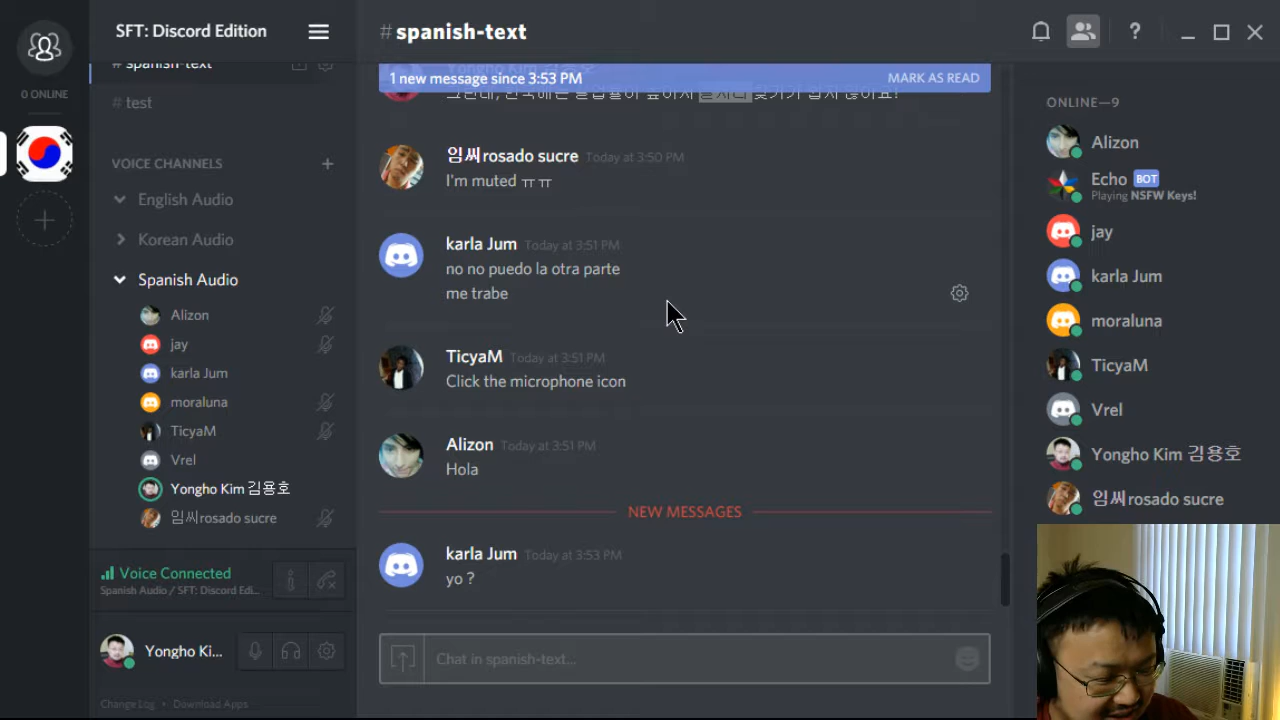 0 ONLINE
SFT: Discord Edition
# spanish-text
# test
VOICE CHANNELS
English Audio
Korean Audio
Spanish Audio
Alizon
jay
karla Jum
moraluna
TicyaM
Vrel
Yongho Kim 김용호
임씨rosado sucre
Voice Connected
Spanish Audio / SFT: Discord Edi...
Yongho Ki...
Change Log • Download Apps
# spanish-text
1 new message since 3:53 PM MARK AS READ
임씨rosado sucre Today at 3:50 PM
I'm muted ㅠㅠ
karla Jum Today at 3:51 PM
no no puedo la otra parte
me trabe
TicyaM Today at 3:51 PM
Click the microphone icon
Alizon Today at 3:51 PM
Hola
NEW MESSAGES
karla Jum Today at 3:53 PM
yo ?
Chat in spanish-text...
ONLINE—9
Alizon
Echo BOT
Playing NSFW Keys!
jay
karla Jum
moraluna
TicyaM
Vrel
Yongho Kim 김용호
임씨rosado sucre